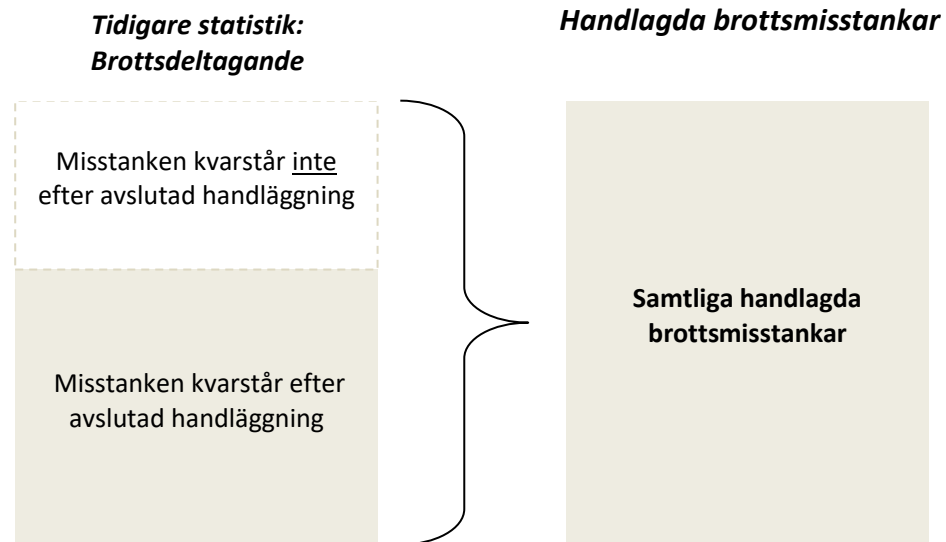 Tidigare statistik:
Brottsdeltagande
Handlagda brottsmisstankar
Misstanken kvarstår inte
efter avslutad handläggning
Misstanken kvarstår efter
avslutad handläggning
Samtliga handlagda
brottsmisstankar